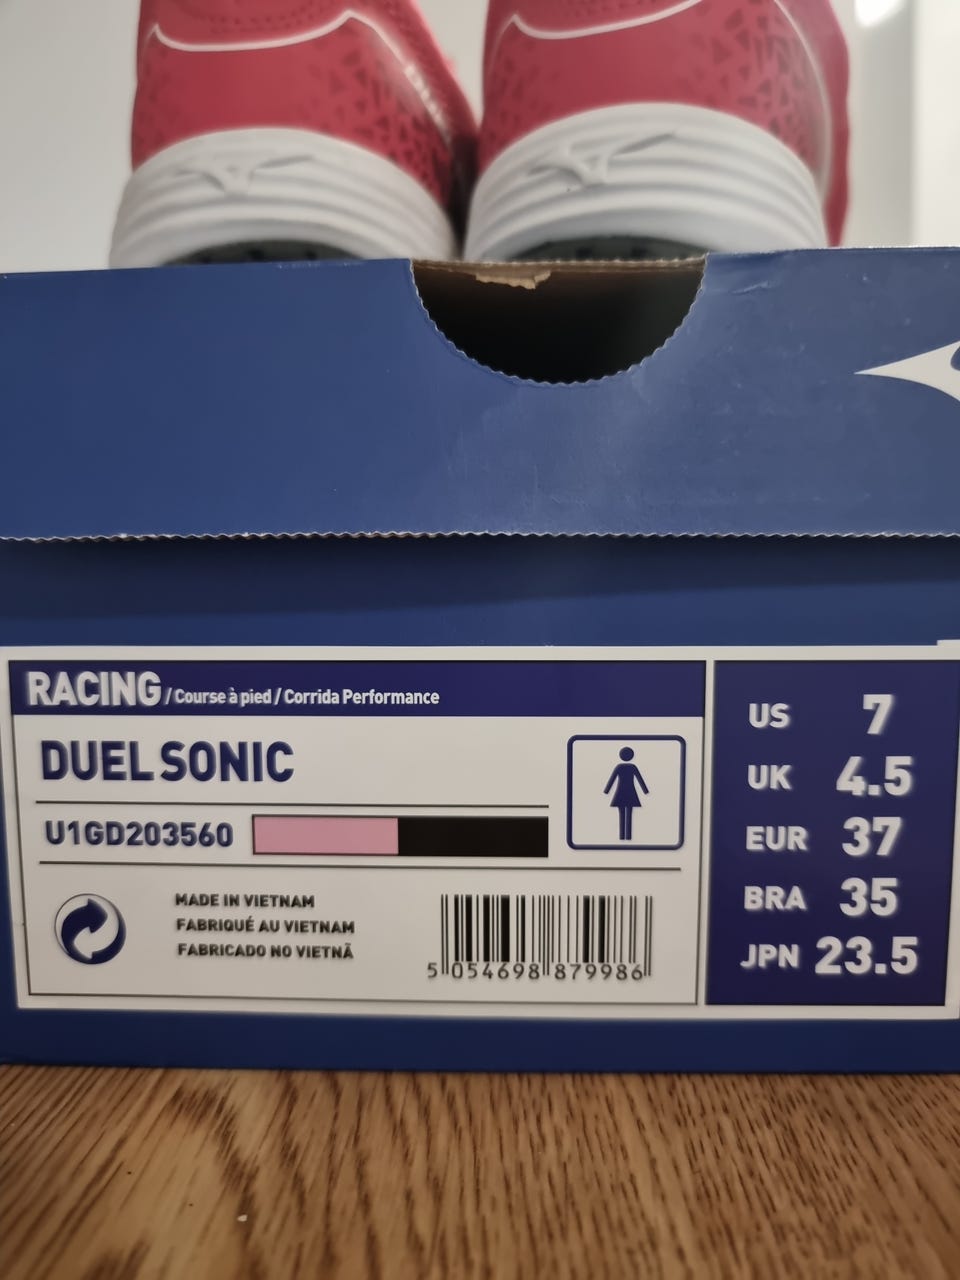 RACING / Course à pied / Corrida Performance
DUEL SONIC
U1GD203560
MADE IN VIETNAM
FABRIQUÉ AU VIETNAM
FABRICADO NO VIETNÃ
5 054698 879986
US 7
UK 4.5
EUR 37
BRA 35
JPN 23.5